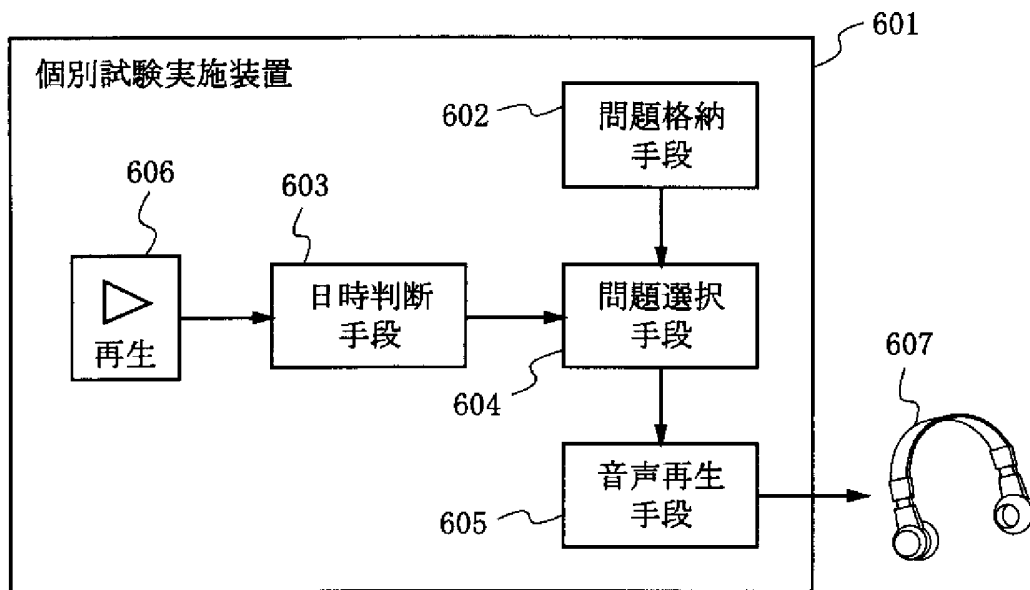 601
個別試験実施装置
602
問題格納
手段
606
603
再生
日時判断
手段
問題選択
手段
604
607
音声再生
手段
605